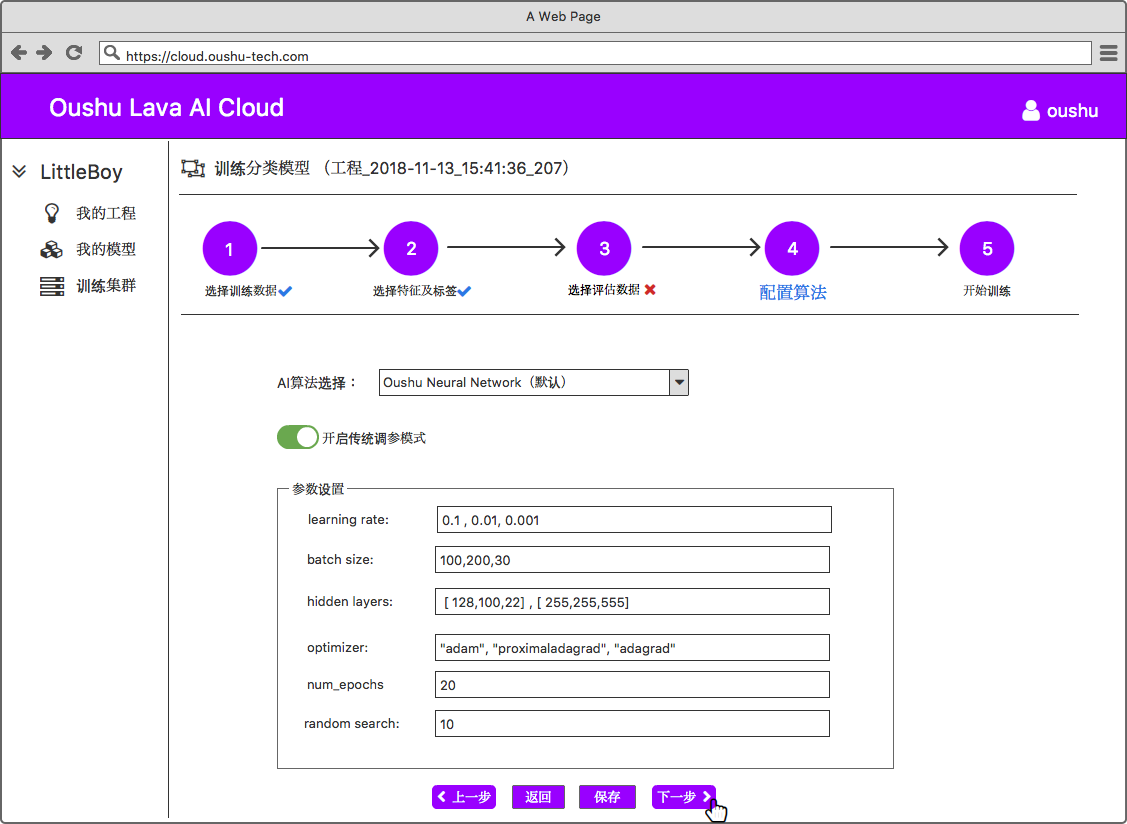 A Web Page
https://cloud.oushu-tech.com
Oushu Lava AI Cloud
oushu
LittleBoy
我的工程
我的模型
训练集群
训练分类模型 （工程_2018-11-13_15:41:36_207）
1
2
3
4
5
选择训练数据
选择特征及标签
选择评估数据
配置算法
开始训练
AI算法选择：
Oushu Neural Network（默认）
开启传统调参模式
参数设置
learning rate:
0.1 , 0.01, 0.001
batch size:
100,200,30
hidden layers:
[ 128,100,22] , [ 255,255,555]
optimizer:
"adam", "proximaladagrad", "adagrad"
num_epochs
20
random search:
10
上一步
返回
保存
下一步